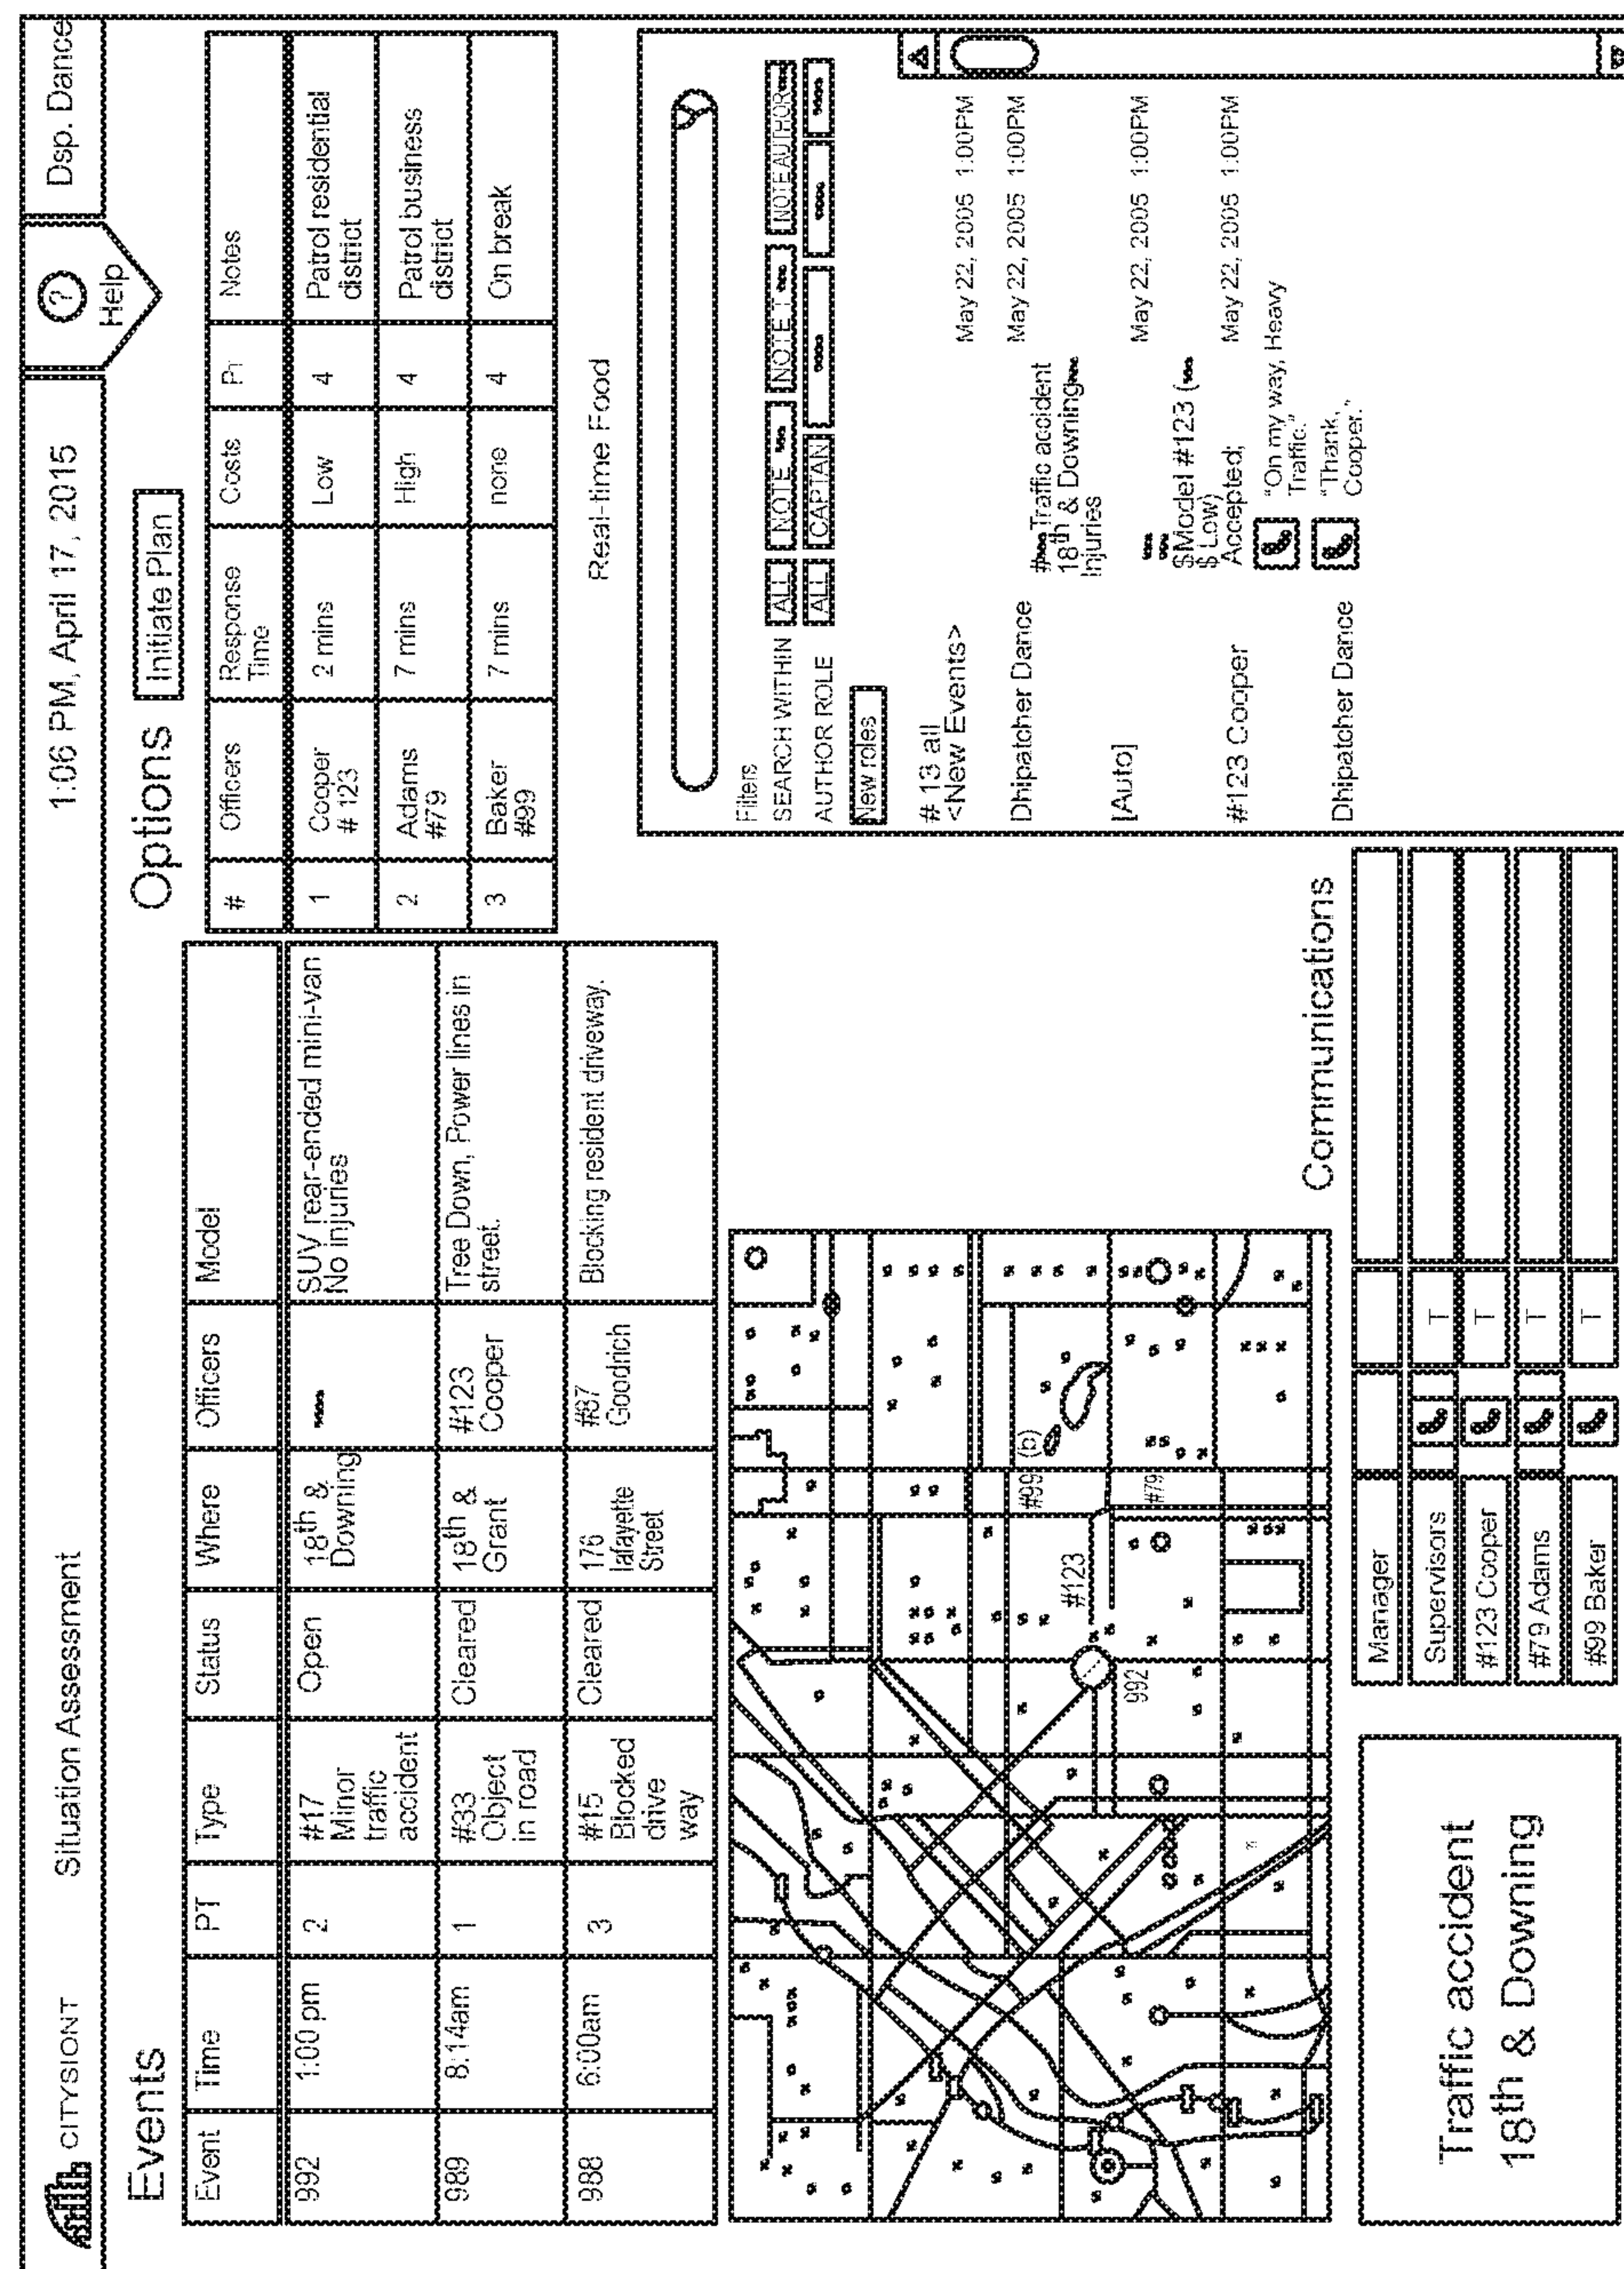 CITYSIONT
Situation Assessment
1:06 PM, April 17, 2015
? Help
Dsp. Dance
Events
Event Time PT Type Status Where Officers Model
992 1:00 pm 2 #17 Open 18th & SUV rear-ended mini-van
Minor Downing No injuries
traffic
accident
989 8:14am 1 #33 Cleared 18th & #123 Tree Down, Power lines in
Object Grant Cooper street.
in road
988 6:00am 3 #15 Cleared 176 #87 Blocking resident driveway.
Blocked lafayette Goodrich
drive Street
way
Options
Initiate Plan
# Officers Response Costs Pr Notes
Time
1 Cooper 2 mins Low 4 Patrol residential
# 123 district
2 Adams 7 mins High 4 Patrol business
#79 district
3 Baker 7 mins none 4 On break
#99
Real-time Food
Filters
SEARCH WITHIN ALL NOTE NOTE T NOTE AUTHOR
AUTHOR ROLE ALL CAPTAN
New roles
# 13 all
<New Events> May 22, 2005 1:00PM
Dhipatcher Dance # Traffic accident May 22, 2005 1:00PM
18th & Downing
Injuries
[Auto] May 22, 2005 1:00PM
$Model #123 (
$ Low)
#123 Cooper Accepted; May 22, 2005 1:00PM
"On my way, Heavy
Traffic."
Dhipatcher Dance "Thank,
Cooper."
#99 (b)
#123
#79
992
Communications
Manager
Supervisors T
#123 Cooper T
#79 Adams T
#99 Baker T
Traffic accident
18th & Downing